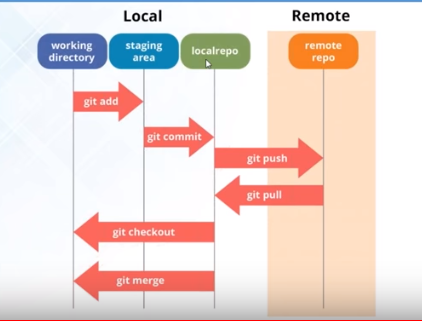 Local
Remote
working
directory
staging
area
localrepo
remote
repo
git add
git commit
git push
git pull
git checkout
git merge